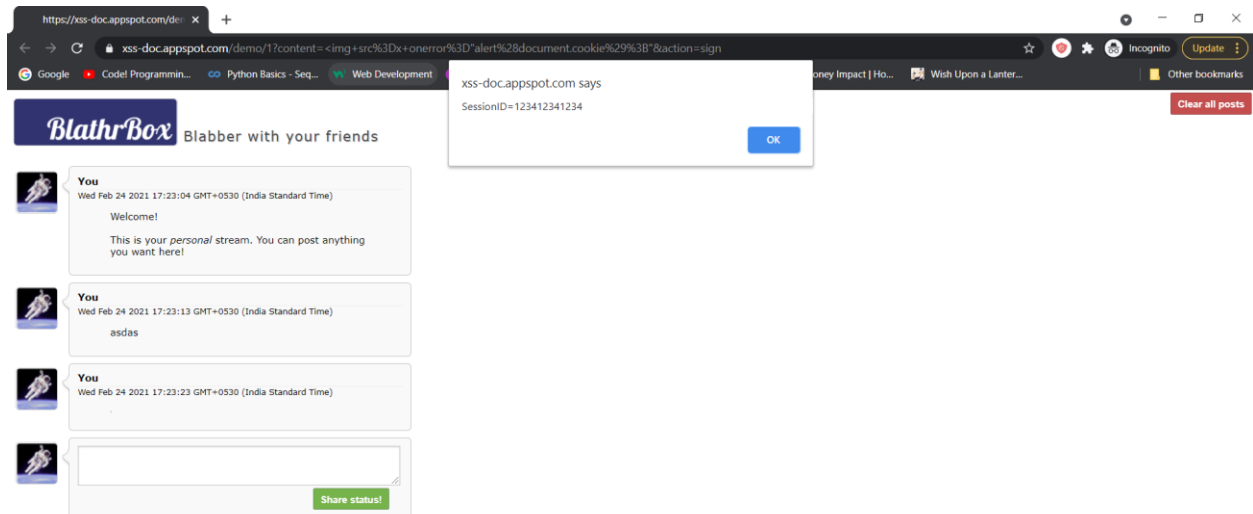 https://xss-doc.appspot.com/den
xss-doc.appspot.com/demo/1?content=<img+src%3Dx+onerror%3D"alert%28document.cookie%29%3B"&action=sign
Incognito
Update
Google
Code! Programmin...
Python Basics - Seq...
Web Development
oney Impact | Ho...
Wish Upon a Lanter...
Other bookmarks
xss-doc.appspot.com says
SessionID=123412341234
OK
Clear all posts
BlathrBox Blabber with your friends
You
Wed Feb 24 2021 17:23:04 GMT+0530 (India Standard Time)
Welcome!
This is your personal stream. You can post anything
you want here!
You
Wed Feb 24 2021 17:23:13 GMT+0530 (India Standard Time)
asdas
You
Wed Feb 24 2021 17:23:23 GMT+0530 (India Standard Time)
Share status!